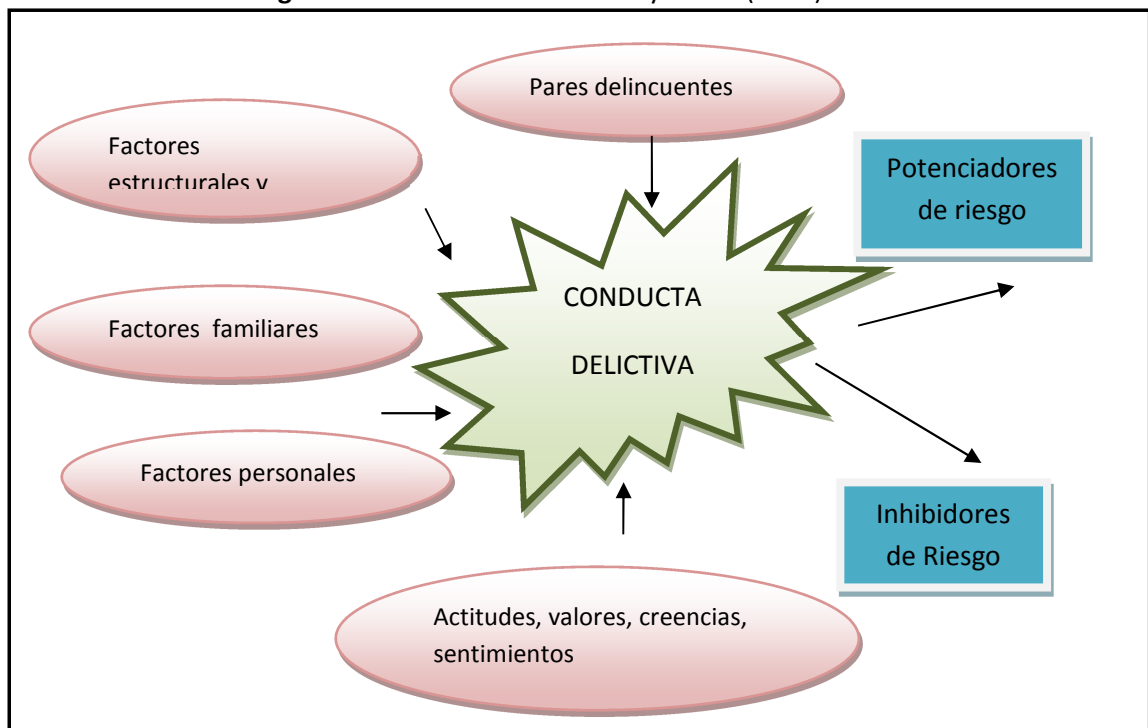 Pares delincuentes
Factores
estructurales y
Potenciadores
de riesgo
CONDUCTA
DELICTIVA
Factores familiares
Factores personales
Inhibidores
de Riesgo
Actitudes, valores, creencias,
sentimientos